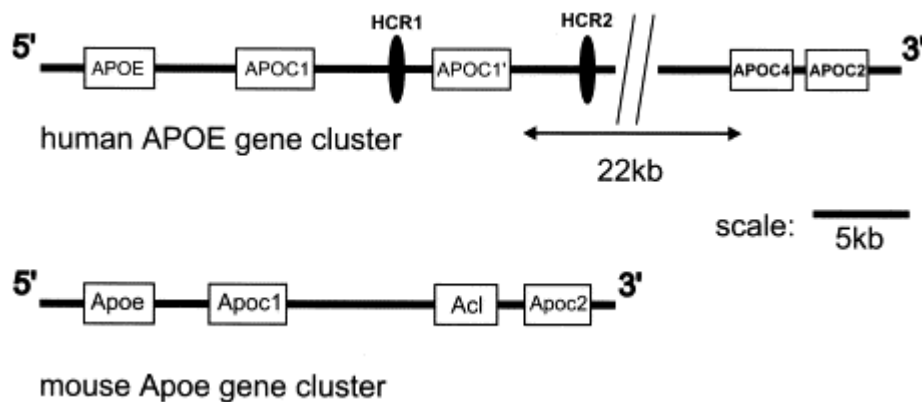 HCR1 HCR2
5' APOE APOC1 APOC1' APOC4 APOC2 3'
human APOE gene cluster
22kb
scale: 5kb
5' Apoe Apoc1 Acl Apoc2 3'
mouse Apoe gene cluster